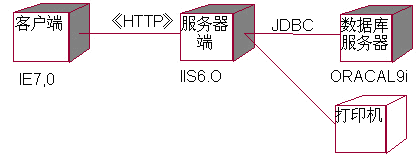 客户端
《HTTP》
服务器
端
JDBC
数据库
服务器
IE7,0
IIS6.O
ORACAL9i
打印机